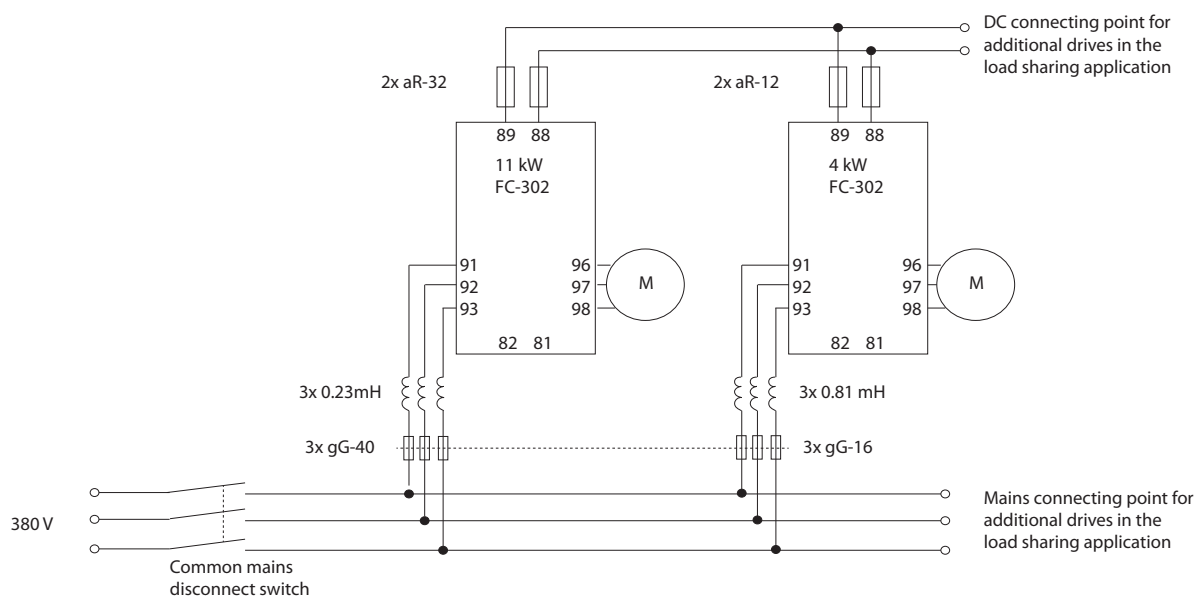 DC connecting point for
additional drives in the
load sharing application
2x aR-32
2x aR-12
89 88
89 88
11 kW
FC-302
4 kW
FC-302
91
92
93
96
97
98
M
91
92
93
96
97
98
M
82 81
82 81
3x 0.23mH
3x 0.81 mH
3x gG-40
3x gG-16
380 V
Mains connecting point for
additional drives in the
load sharing application
Common mains
disconnect switch